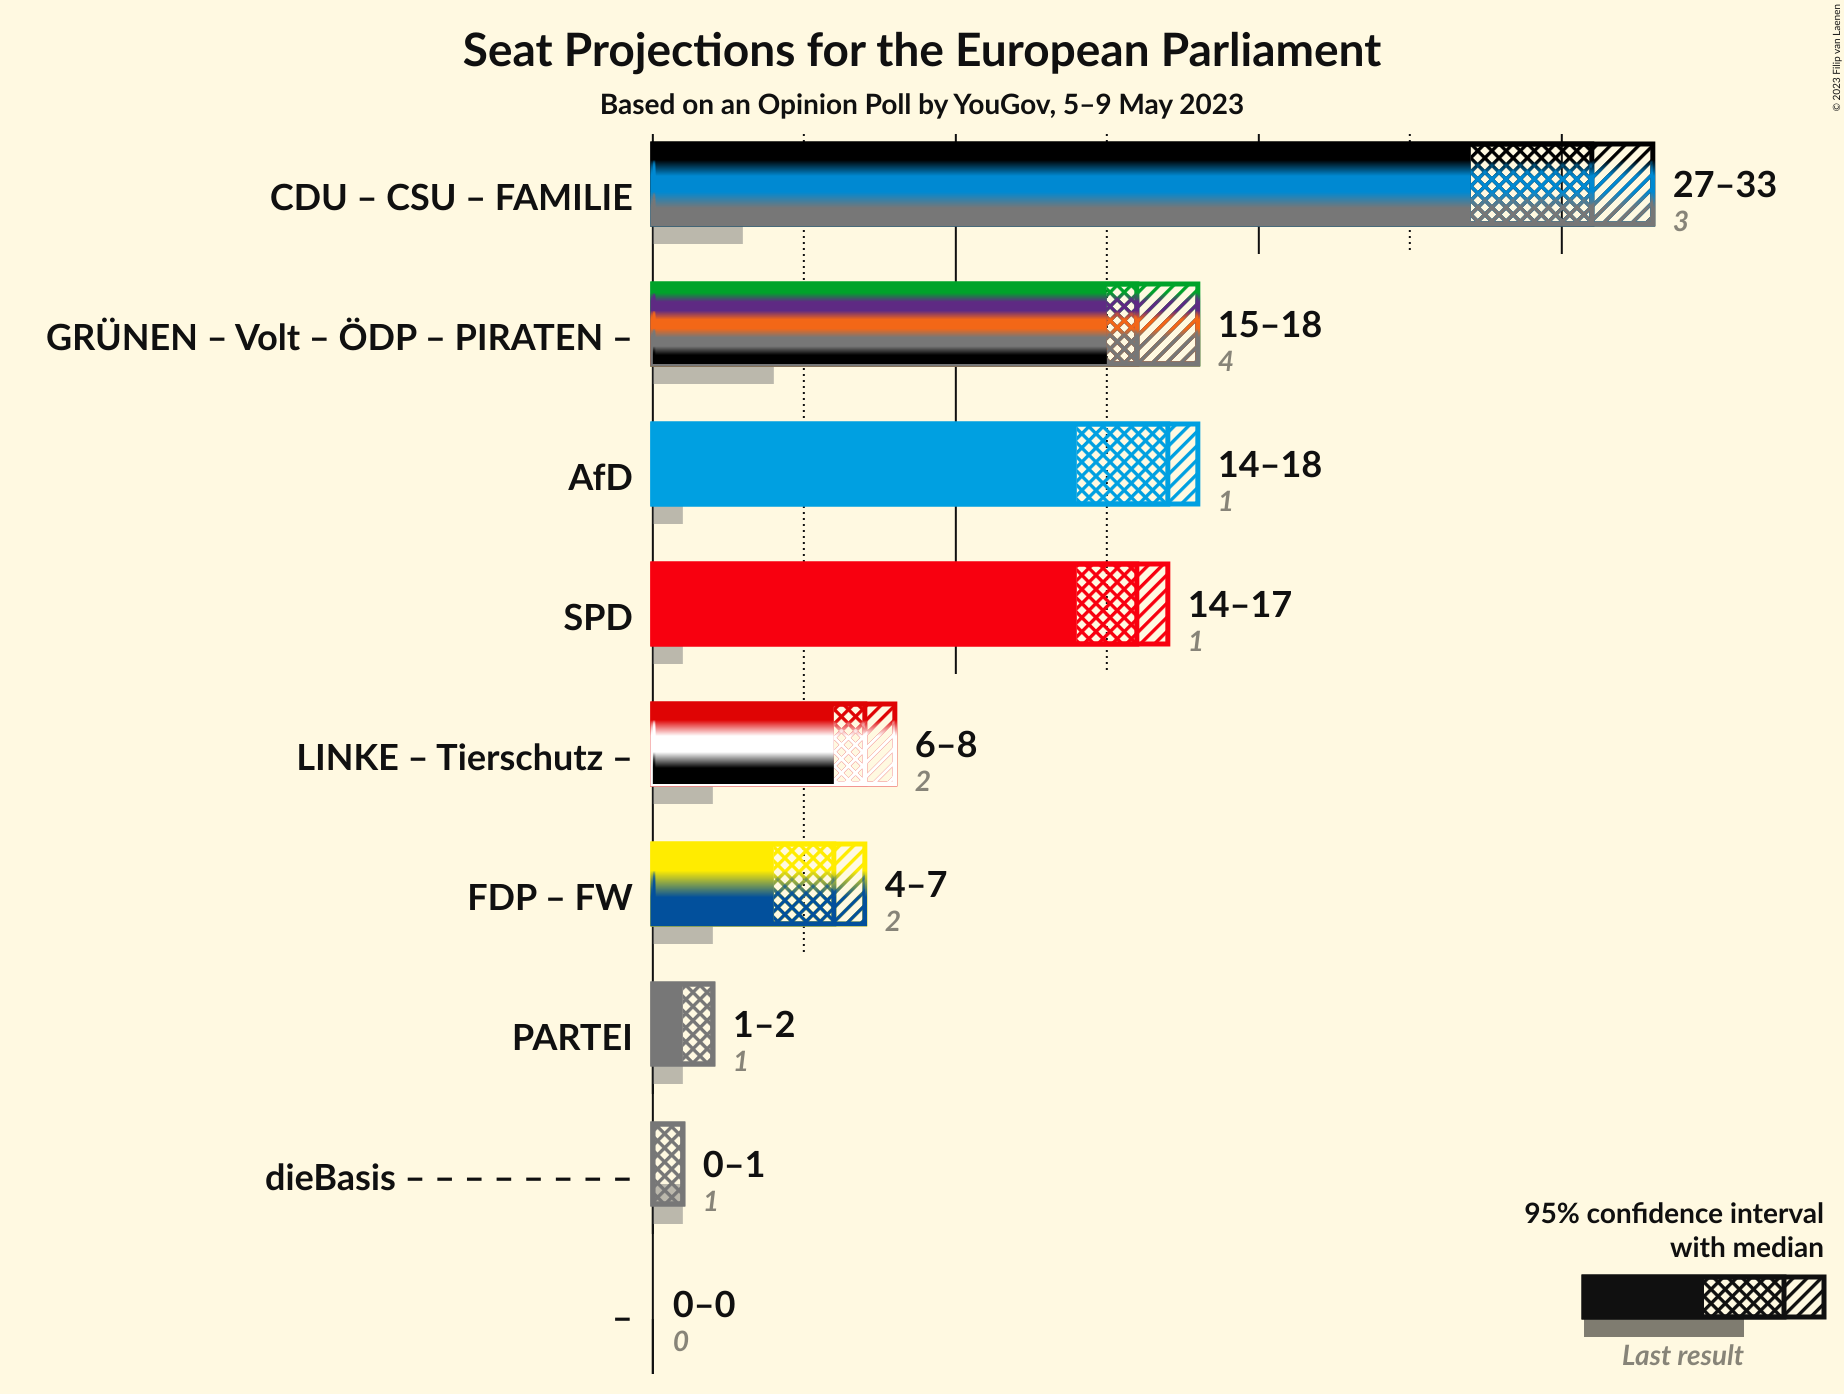 Seat Projections for the European Parliament
Based on an Opinion Poll by YouGov, 5–9 May 2023
© 2023 Filip van Laenen
CDU – CSU – FAMILIE
27–33
3
GRÜNEN – Volt – ÖDP – PIRATEN –
15–18
4
AfD
14–18
1
SPD
14–17
1
LINKE – Tierschutz –
6–8
2
FDP – FW
4–7
2
PARTEI
1–2
1
dieBasis – – – – – – – –
0–1
1
–
0–0
0
95% confidence interval
with median
Last result